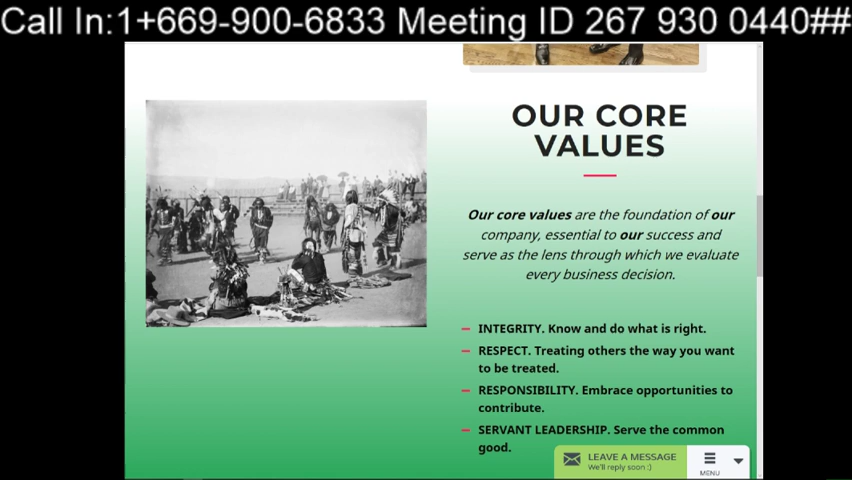 Call In:1+669-900-6833 Meeting ID 267 930 0440##
OUR CORE
VALUES
Our core values are the foundation of our
company, essential to our success and
serve as the lens through which we evaluate
every business decision.
INTEGRITY. Know and do what is right.
RESPECT. Treating others the way you want
to be treated.
RESPONSIBILITY. Embrace opportunities to
contribute.
SERVANT LEADERSHIP. Serve the common
good.
LEAVE A MESSAGE
We'll reply soon :)
MENU